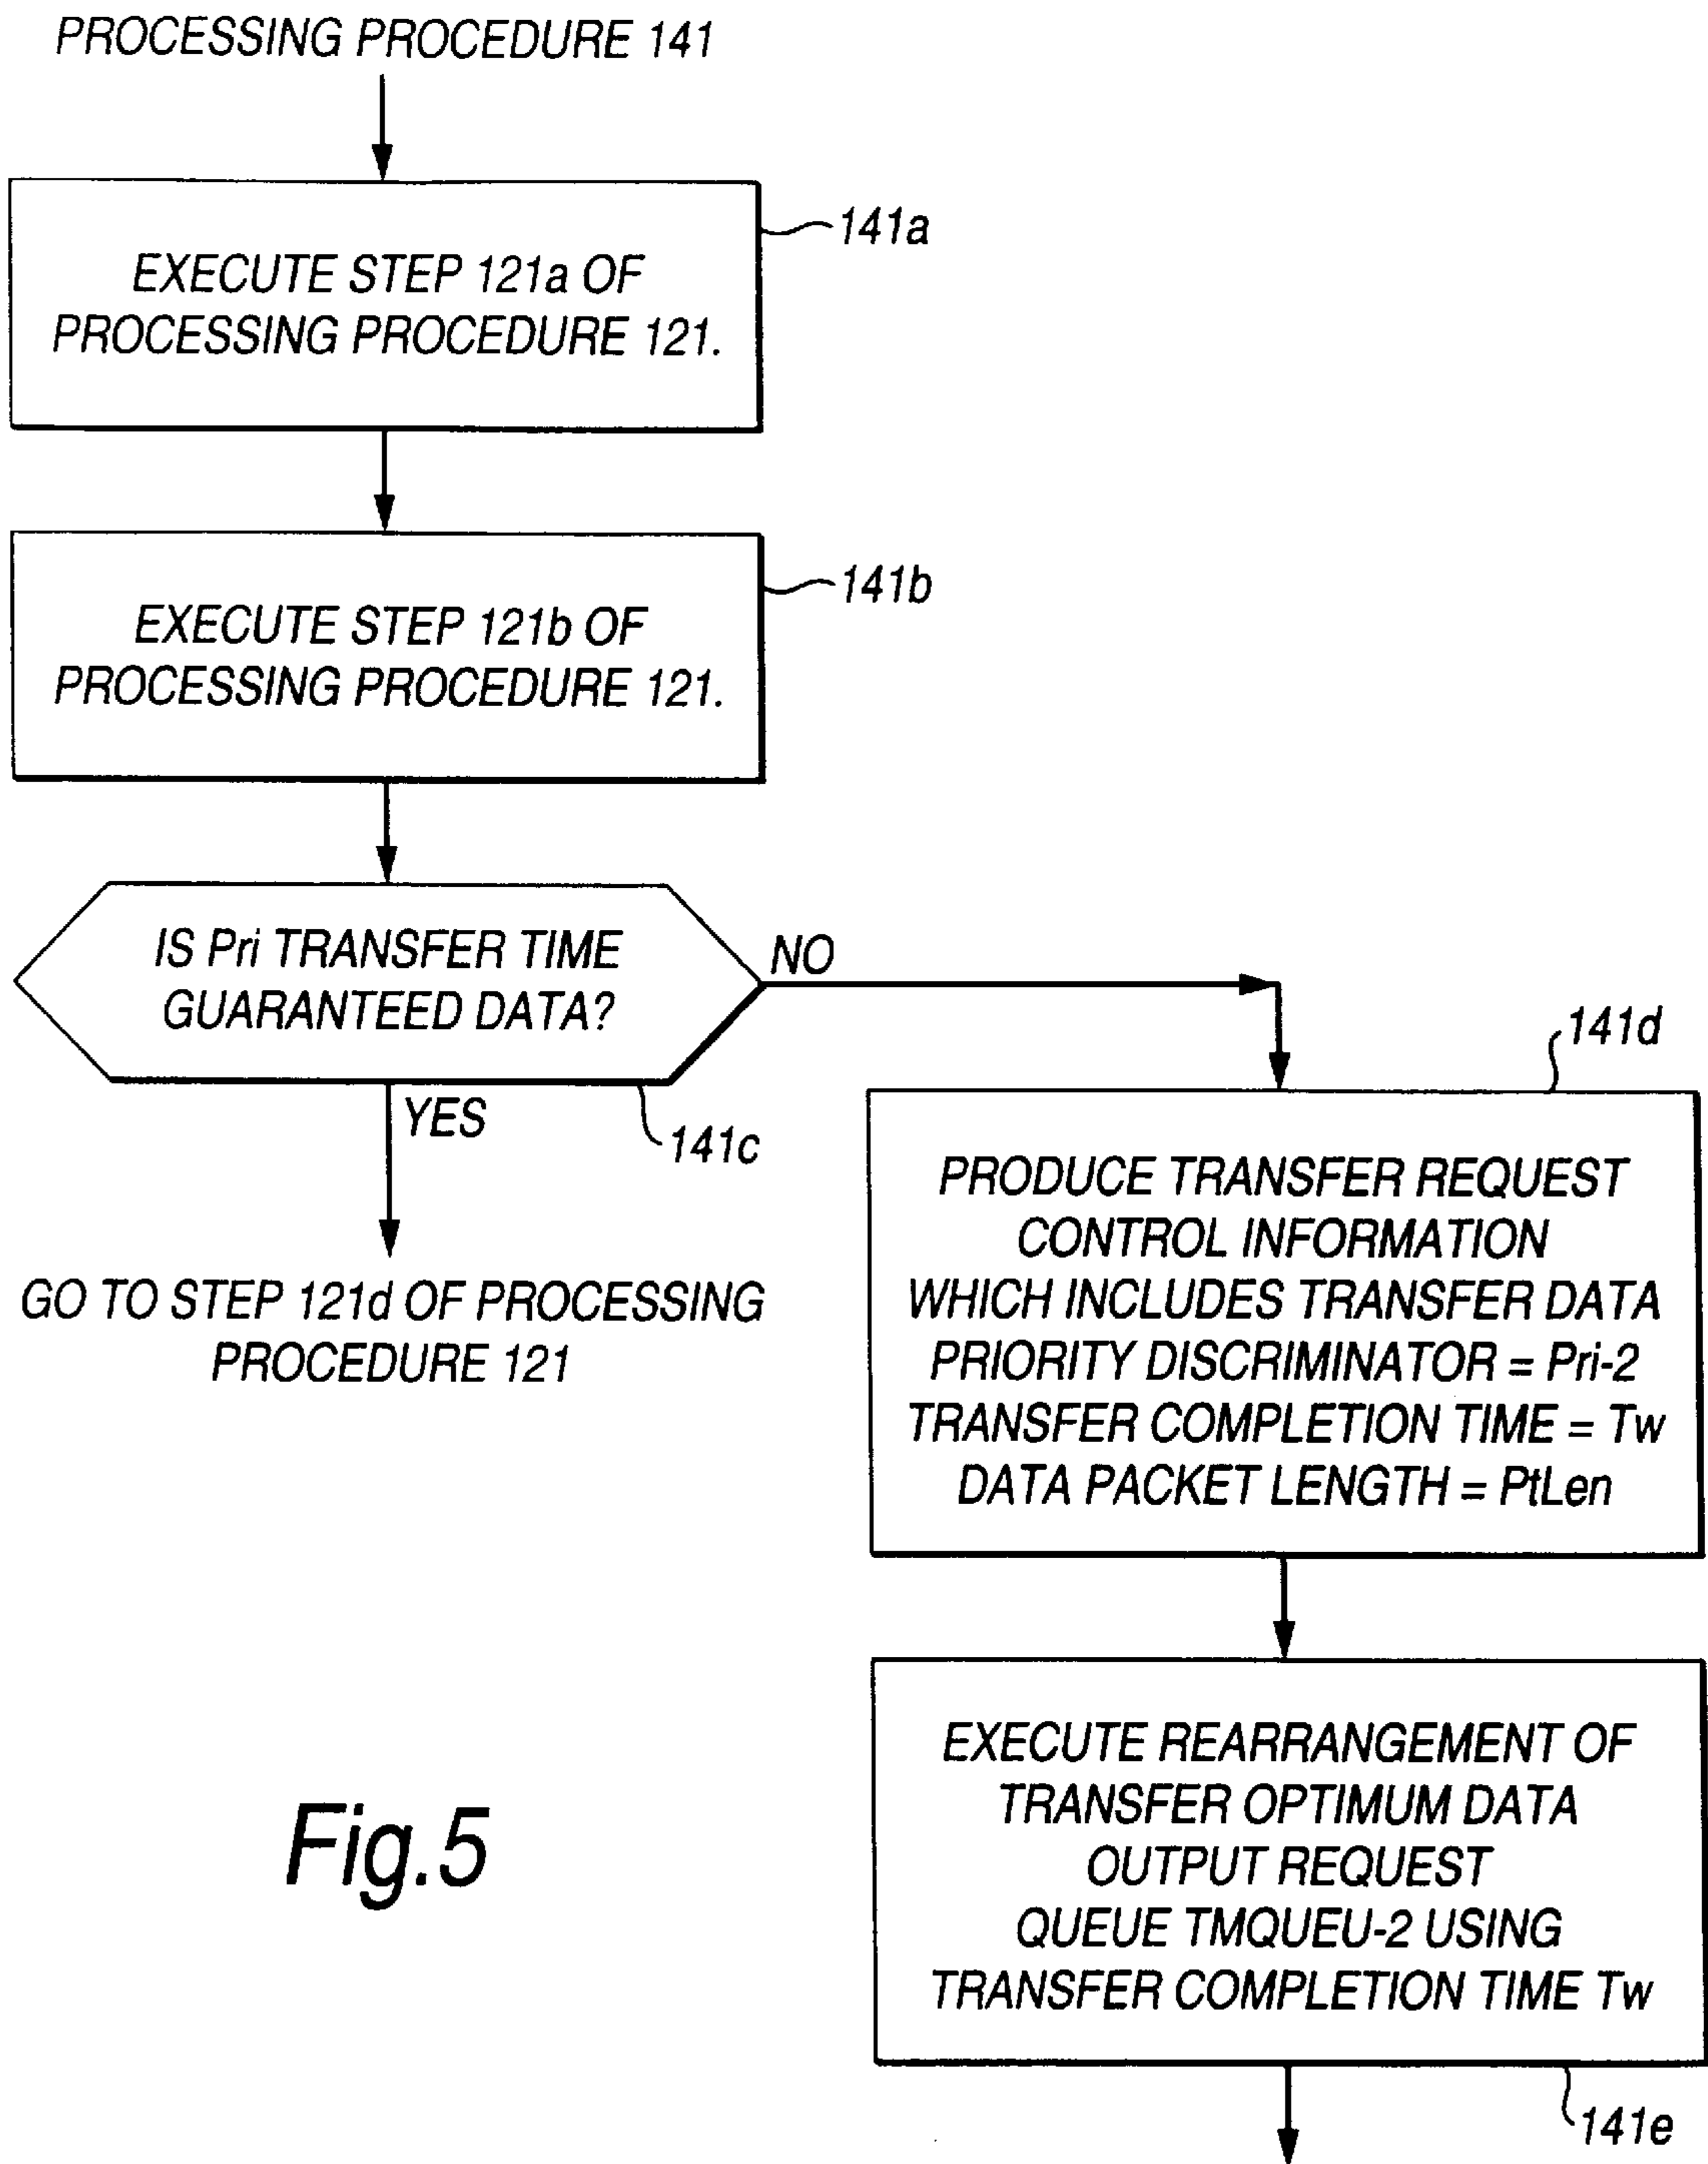 PROCESSING PROCEDURE 141
141a
EXECUTE STEP 121a OF
PROCESSING PROCEDURE 121.
141b
EXECUTE STEP 121b OF
PROCESSING PROCEDURE 121.
IS Pri TRANSFER TIME
GUARANTEED DATA?
NO
YES
141c
GO TO STEP 121d OF PROCESSING
PROCEDURE 121
141d
PRODUCE TRANSFER REQUEST
CONTROL INFORMATION
WHICH INCLUDES TRANSFER DATA
PRIORITY DISCRIMINATOR = Pri-2
TRANSFER COMPLETION TIME = Tw
DATA PACKET LENGTH = PtLen
EXECUTE REARRANGEMENT OF
TRANSFER OPTIMUM DATA
OUTPUT REQUEST
QUEUE TMQUEU-2 USING
TRANSFER COMPLETION TIME Tw
141e
Fig.5